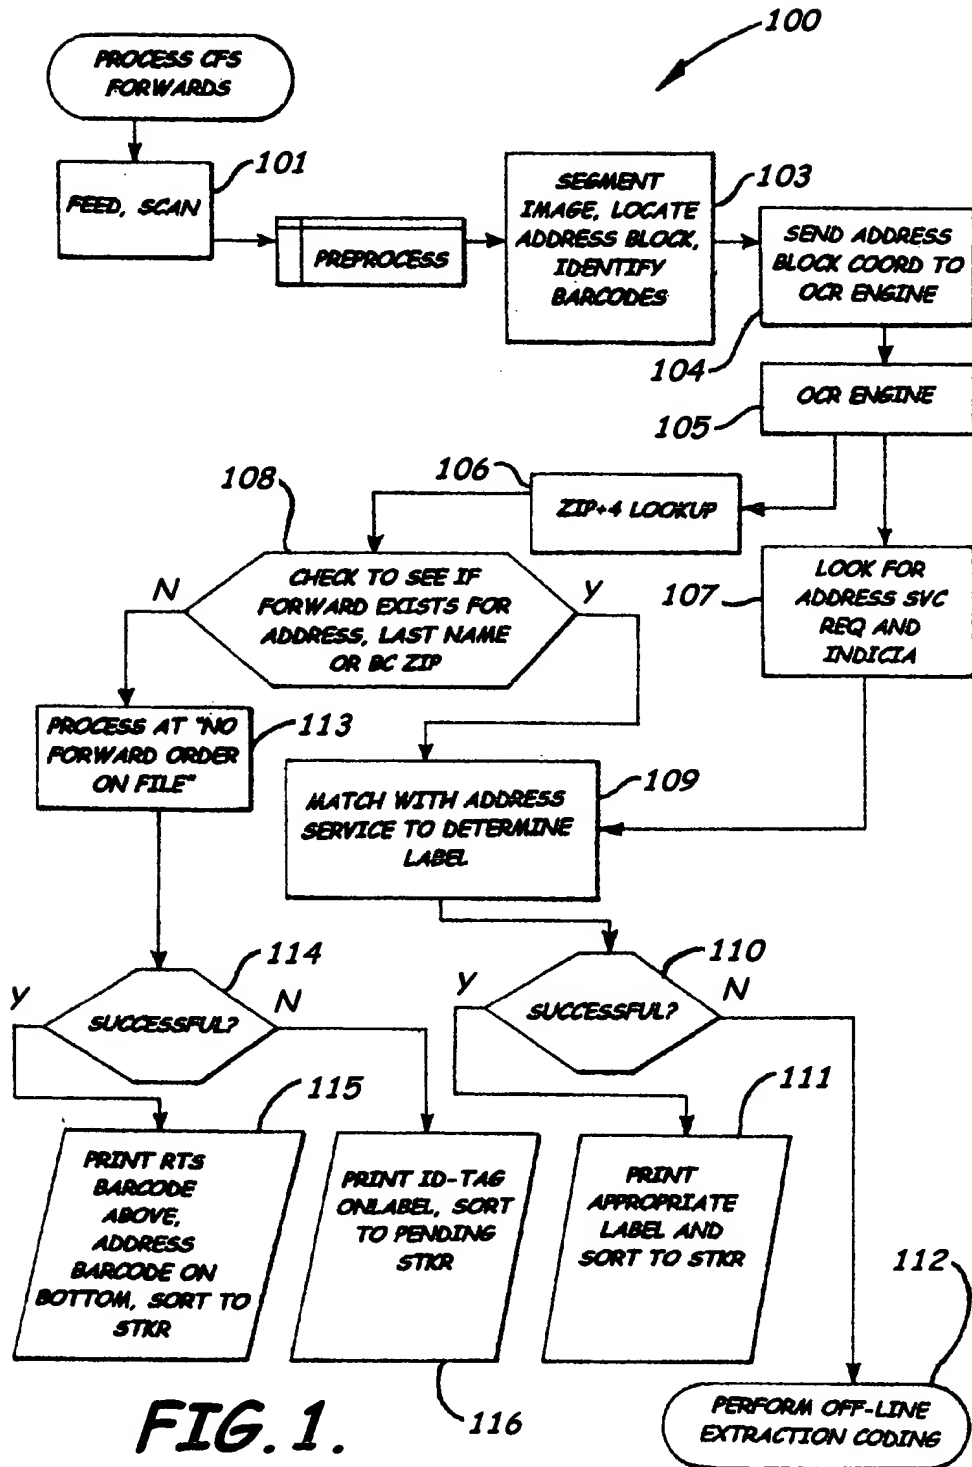 100
PROCESS CFS
FORWARDS
101
FEED, SCAN
PREPROCESS
103
SEGMENT
IMAGE, LOCATE
ADDRESS BLOCK,
IDENTIFY
BARCODES
SEND ADDRESS
BLOCK COORD TO
OCR ENGINE
104
OCR ENGINE
105
106
ZIP+4 LOOKUP
108
CHECK TO SEE IF
FORWARD EXISTS FOR
ADDRESS, LAST NAME
OR BC ZIP
N
Y
107
LOOK FOR
ADDRESS SVC
REQ AND
INDICIA
PROCESS AT "NO
FORWARD ORDER
ON FILE"
113
MATCH WITH ADDRESS
SERVICE TO DETERMINE
LABEL
109
114
Y
SUCCESSFUL?
N
110
Y
SUCCESSFUL?
N
115
PRINT RTS
BARCODE
ABOVE,
ADDRESS
BARCODE ON
BOTTOM, SORT TO
STKR
PRINT ID-TAG
ONLABEL, SORT
TO PENDING
STKR
116
111
PRINT
APPROPRIATE
LABEL AND
SORT TO STKR
112
PERFORM OFF-LINE
EXTRACTION CODING
FIG. 1.